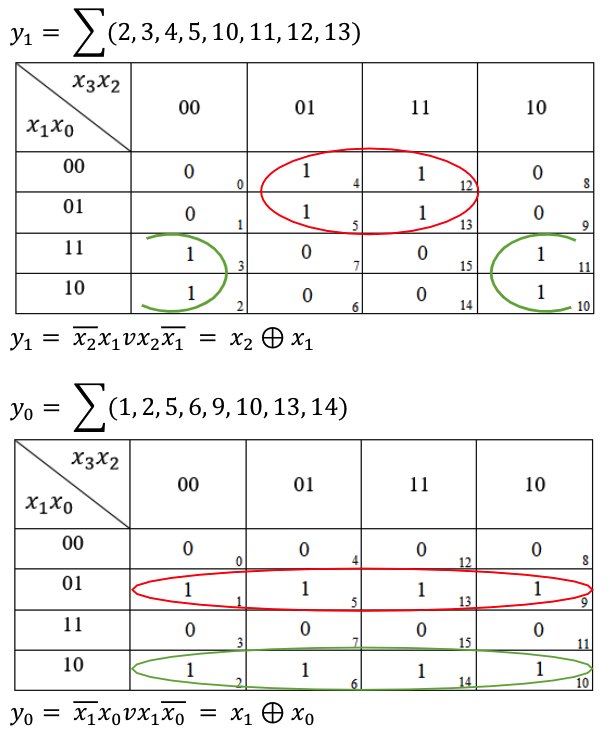 y₁ = ∑(2, 3, 4, 5, 10, 11, 12, 13)
x₃x₂
x₁x₀
00 01 11 10
00 0 0 1 4 1 12 0 8
01 0 1 1 5 1 13 0 9
11 1 3 0 7 0 15 1 11
10 1 2 0 6 0 14 1 10
y₁ = x̅₂x₁vx₂x̅₁ = x₂ ⊕ x₁
y₀ = ∑(1, 2, 5, 6, 9, 10, 13, 14)
x₃x₂
x₁x₀
00 01 11 10
00 0 0 0 4 0 12 0 8
01 1 1 1 5 1 13 1 9
11 0 3 0 7 0 15 0 11
10 1 2 1 6 1 14 1 10
y₀ = x̅₁x₀vx₁x̅₀ = x₁ ⊕ x₀